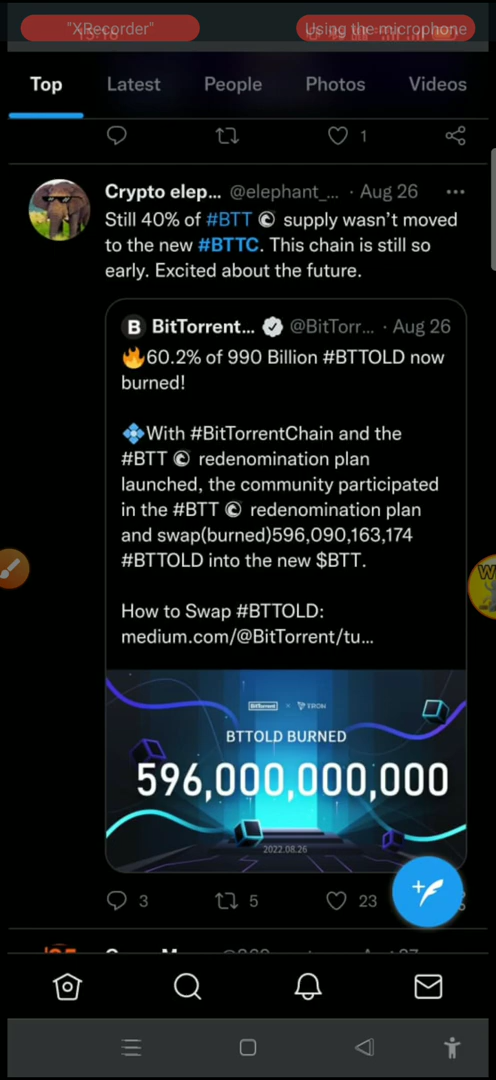 "XRecorder"
Using the microphone
15:16
Top Latest People Photos Videos
1
Crypto elep... @elephant_... · Aug 26
Still 40% of #BTT supply wasn't moved
to the new #BTTC. This chain is still so
early. Excited about the future.
B BitTorrent... @BitTorr... · Aug 26
🔥60.2% of 990 Billion #BTTOLD now
burned!
💠With #BitTorrentChain and the
#BTT redenomination plan
launched, the community participated
in the #BTT redenomination plan
and swap(burned)596,090,163,174
#BTTOLD into the new $BTT.
How to Swap #BTTOLD:
medium.com/@BitTorrent/tu...
BitTorrent × TRON
BTTOLD BURNED
596,000,000,000
2022.08.26
3 5 23
W